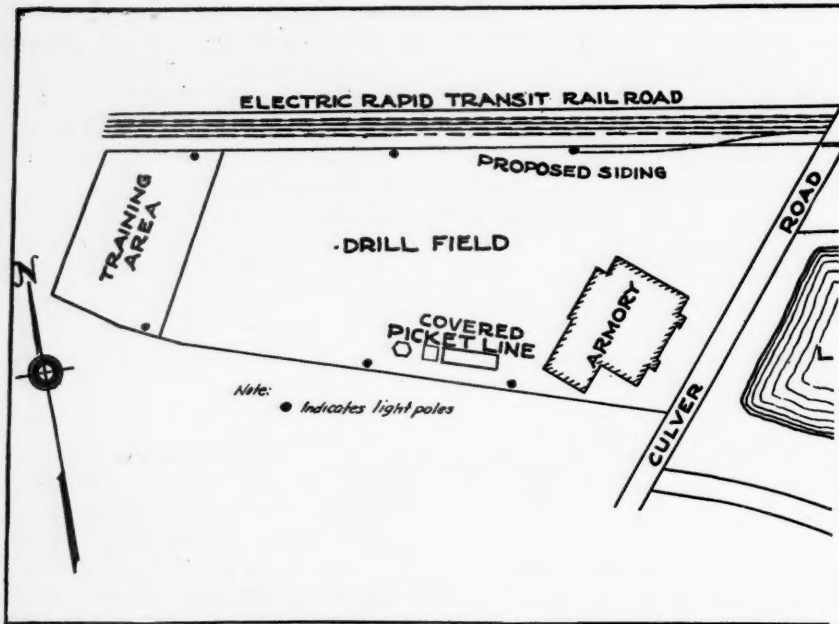 ELECTRIC RAPID TRANSIT RAIL ROAD
PROPOSED SIDING
TRAINING
AREA
DRILL FIELD
CULVER ROAD
ARMORY
COVERED
PICKET LINE
N
Note:
Indicates light poles
L